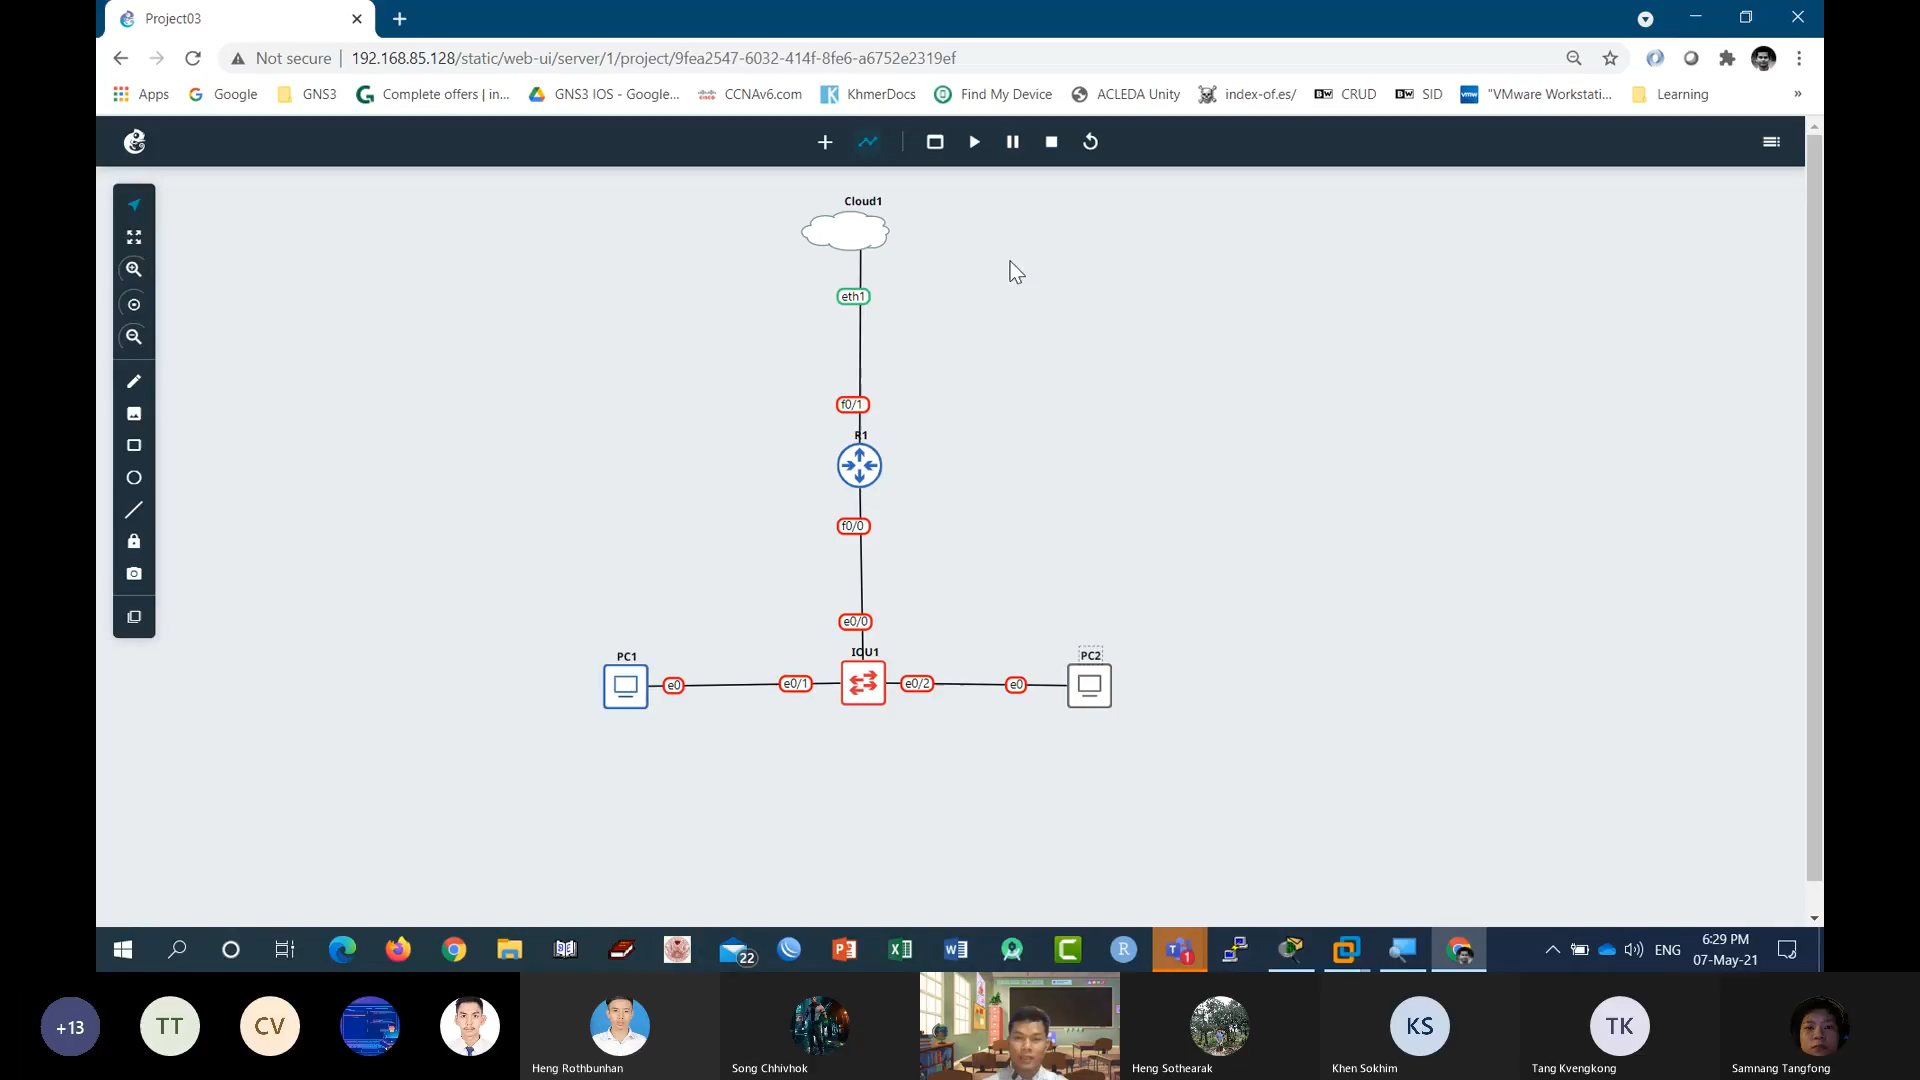 Project03
Not secure
192.168.85.128/static/web-ui/server/1/project/9fea2547-6032-414f-8fe6-a6752e2319ef
Apps
Google
GNS3
Complete offers | in...
GNS3 IOS - Google...
CCNAv6.com
KhmerDocs
Find My Device
ACLEDA Unity
index-of.es/
BW CRUD
BW SID
vmw "VMware Workstati...
Learning
»
Cloud1
eth1
f0/1
R1
f0/0
e0/0
IOU1
PC1
e0
e0/1
e0/2
e0
PC2
22
1
ENG
6:29 PM
07-May-21
+13
TT
CV
Heng Rothbunhan
Song Chhivhok
Heng Sothearak
KS
Khen Sokhim
TK
Tang Kvengkong
Samnang Tangfong